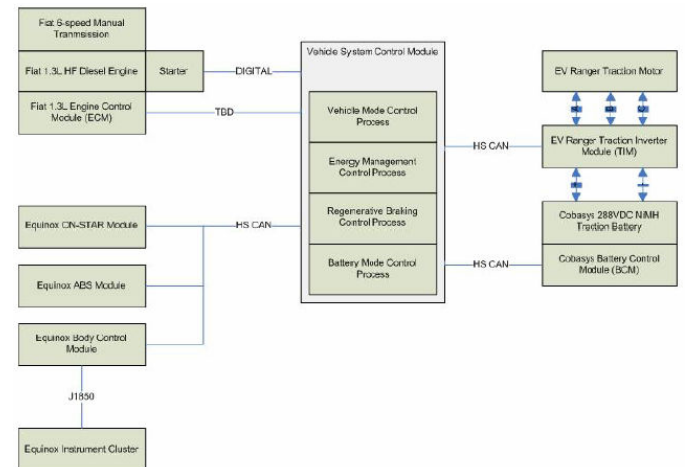 Fiat 6-speed Manual
Tranmsission
Fiat 1.3L HF Diesel Engine
Starter
DIGITAL
Fiat 1.3L Engine Control
Module (ECM)
TBD
Vehicle System Control Module
Vehicle Mode Control
Process
Energy Management
Control Process
Regenerative Braking
Control Process
Battery Mode Control
Process
EV Ranger Traction Motor
HS CAN
EV Ranger Traction Inverter
Module (TIM)
Cobasys 288VDC NiMH
Traction Battery
HS CAN
Cobasys Battery Control
Module (BCM)
Equinox ON-STAR Module
HS CAN
Equinox ABS Module
Equinox Body Control
Module
J1850
Equinox Instrument Cluster